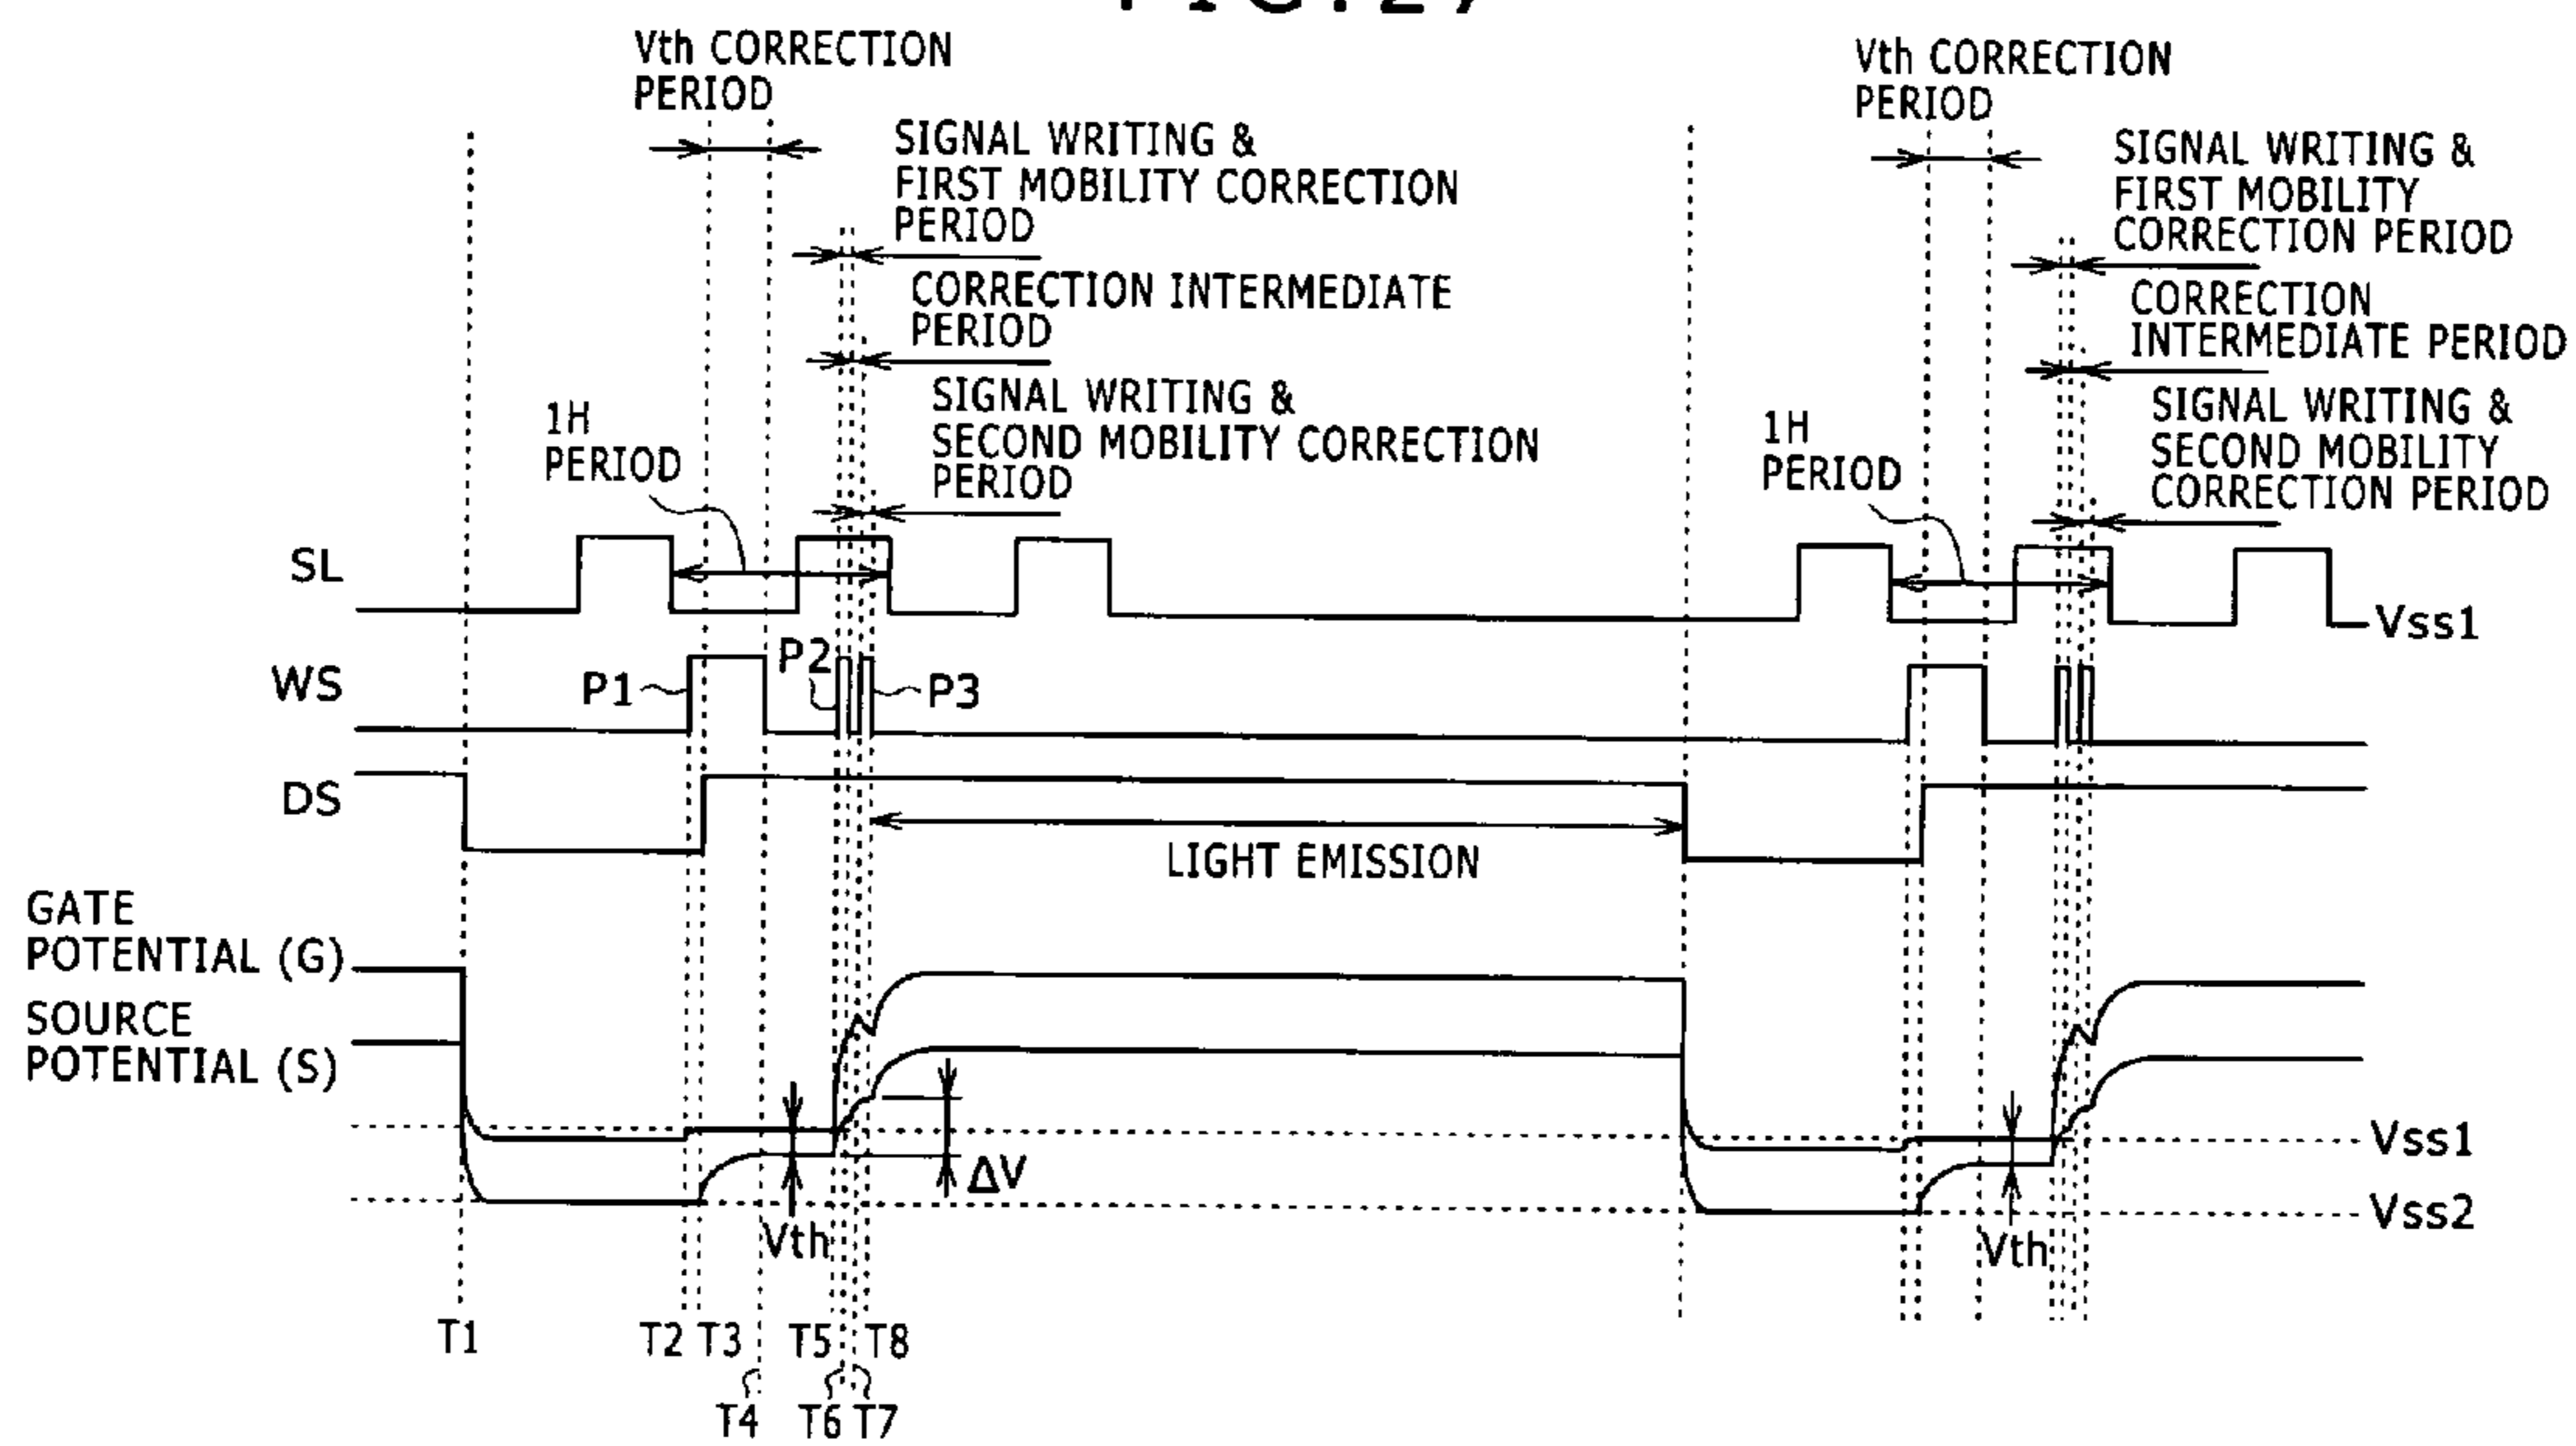 FIG. 27
Vth CORRECTION
PERIOD
SIGNAL WRITING &
FIRST MOBILITY CORRECTION
PERIOD
CORRECTION INTERMEDIATE
PERIOD
SIGNAL WRITING &
SECOND MOBILITY CORRECTION
PERIOD
1H
PERIOD
Vth CORRECTION
PERIOD
SIGNAL WRITING &
FIRST MOBILITY
CORRECTION PERIOD
CORRECTION
INTERMEDIATE PERIOD
SIGNAL WRITING &
SECOND MOBILITY
CORRECTION PERIOD
1H
PERIOD
SL
Vss1
WS
P1
P2
P3
DS
LIGHT EMISSION
GATE
POTENTIAL (G)
SOURCE
POTENTIAL (S)
Vss1
ΔV
Vss2
Vth
Vth
T1
T2
T3
T5
T8
T4
T6
T7